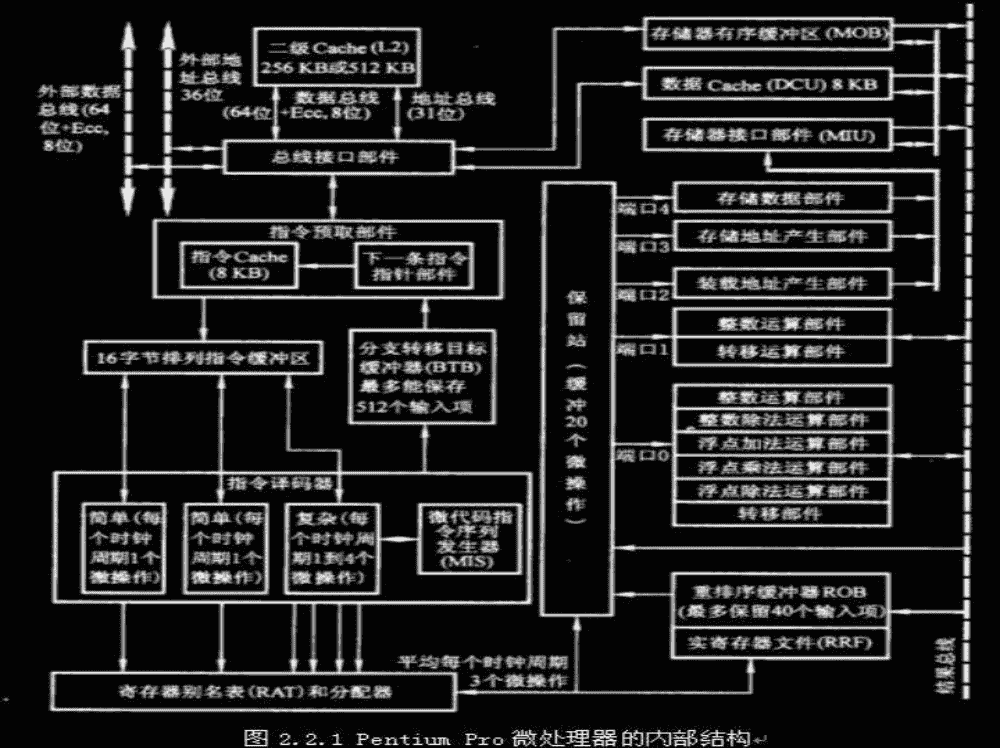 二级Cache(L2)
256 KB或512 KB
外部地
址总线
36位
外部数据
总线(64
位+Ecc,
8位)
数据总线
(64位+Ecc,8位)
地址总线
(31位)
总线接口部件
指令预取部件
指令Cache
(8 KB)
下一条指令
指针部件
16字节排列指令缓冲区
分支转移目标
缓冲器(BTB)
最多能保存
512个输入项
指令译码器
简单(每
个时钟
周期1个
微操作)
简单(每
个时钟
周期1个
微操作)
复杂(每
个时钟周
期1到4个
微操作)
微代码指
令序列
发生器
(MIS)
寄存器别名表(RAT)和分配器
平均每个时钟周期
3个微操作
保留站(缓冲20个微操作)
存储器有序缓冲区(MOB)
数据Cache(DCU) 8 KB
存储器接口部件(MIU)
端口4
存储数据部件
端口3
存储地址产生部件
端口2
装载地址产生部件
端口1
整数运算部件
转移运算部件
端口0
整数运算部件
整数除法运算部件
浮点加法运算部件
浮点乘法运算部件
浮点除法运算部件
转移部件
重排序缓冲器ROB
(最多保留40个输入项)
实寄存器文件(RRF)
结果总线
图 2.2.1 Pentium Pro 微处理器的内部结构↵